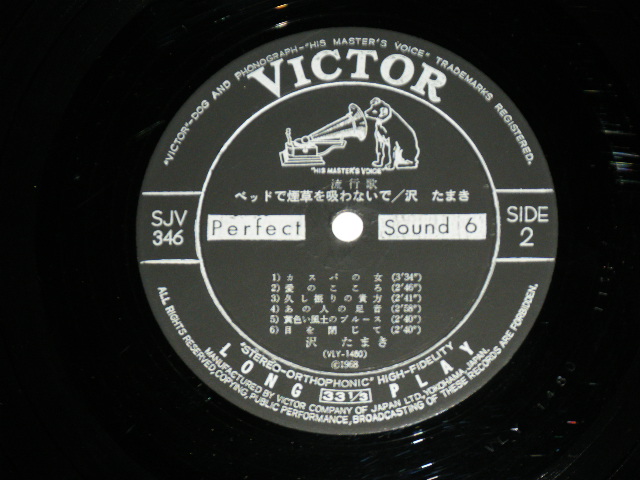 "VICTOR-DOG AND PHONOGRAPH-"HIS MASTER'S VOICE" TRADEMARKS REGISTERED.
VICTOR
"HIS MASTER'S VOICE"
流行歌
ベッドで煙草を吸わないで/沢 たまき
SJV
346
Perfect
Sound 6
SIDE
2
1) カスバの女 (3'34")
2) 愛のこころ (2'46")
3) 久し振りの貴方 (2'41")
4) あの人の足音 (2'58")
5) 黄色い風土のブルース (2'40")
6) 目を閉じて (2'40")
沢 たまき
(VLY-1480)
©1968
"STEREO-ORTHOPHONIC" HIGH-FIDELITY
LONG 33 1/3 PLAY
MANUFACTURED BY VICTOR COMPANY OF JAPAN LTD. YOKOHAMA, JAPAN.
ALL RIGHTS RESERVED-COPYING, PUBLIC PERFORMANCE, BROADCASTING OF THESE RECORDS ARE FORBIDDEN.